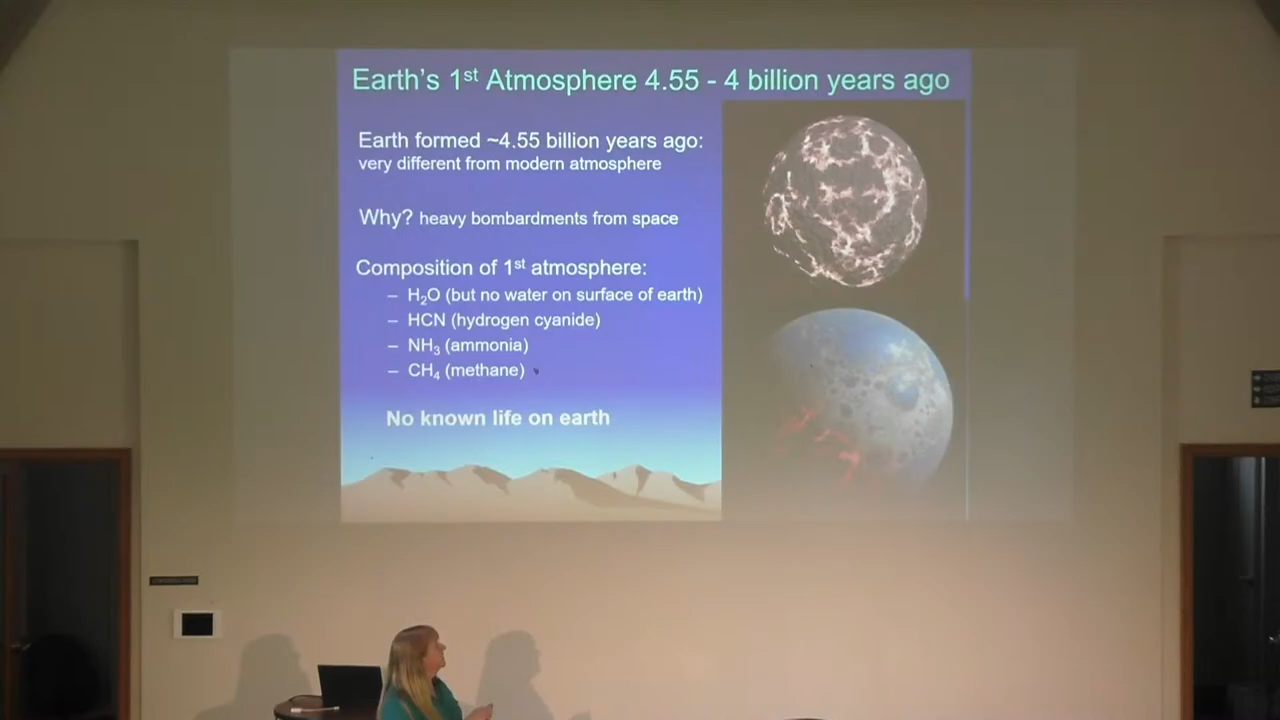 Earth's 1st Atmosphere 4.55 - 4 billion years ago
Earth formed ~4.55 billion years ago:
very different from modern atmosphere
Why? heavy bombardments from space
Composition of 1st atmosphere:
– H₂O (but no water on surface of earth)
– HCN (hydrogen cyanide)
– NH₃ (ammonia)
– CH₄ (methane)
No known life on earth